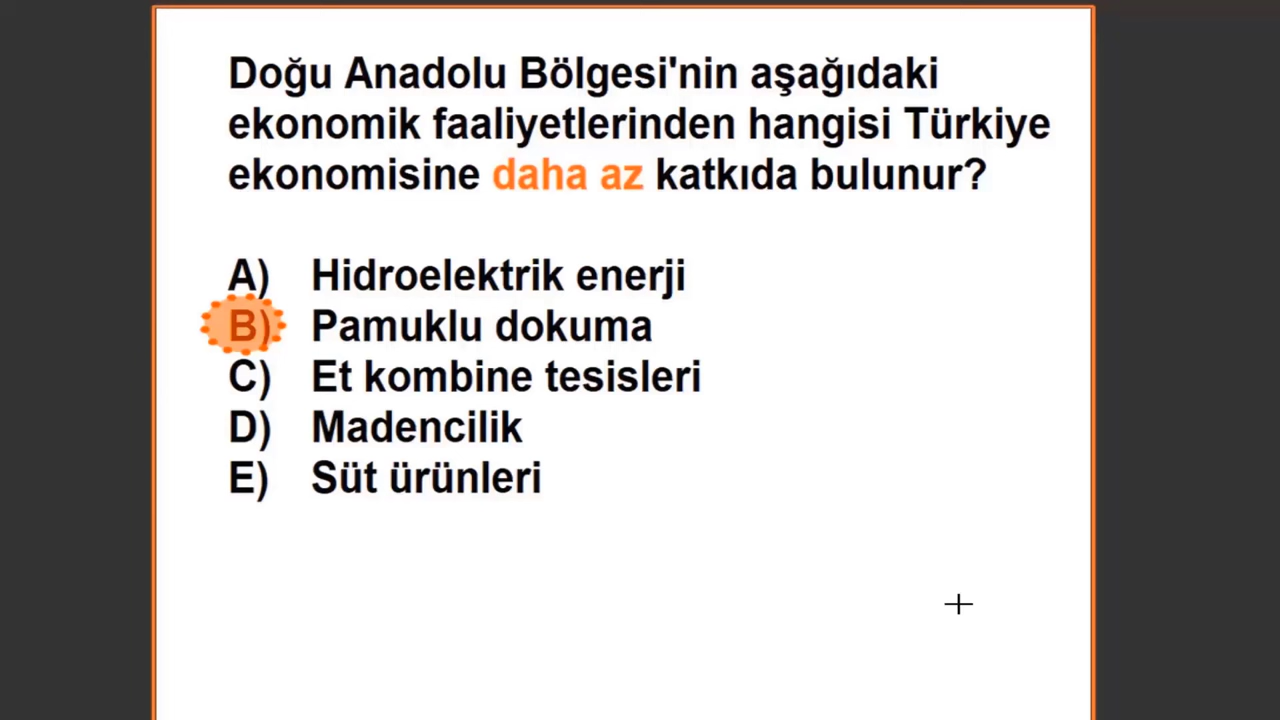 Doğu Anadolu Bölgesi'nin aşağıdaki
ekonomik faaliyetlerinden hangisi Türkiye
ekonomisine daha az katkıda bulunur?
A) Hidroelektrik enerji
B) Pamuklu dokuma
C) Et kombine tesisleri
D) Madencilik
E) Süt ürünleri